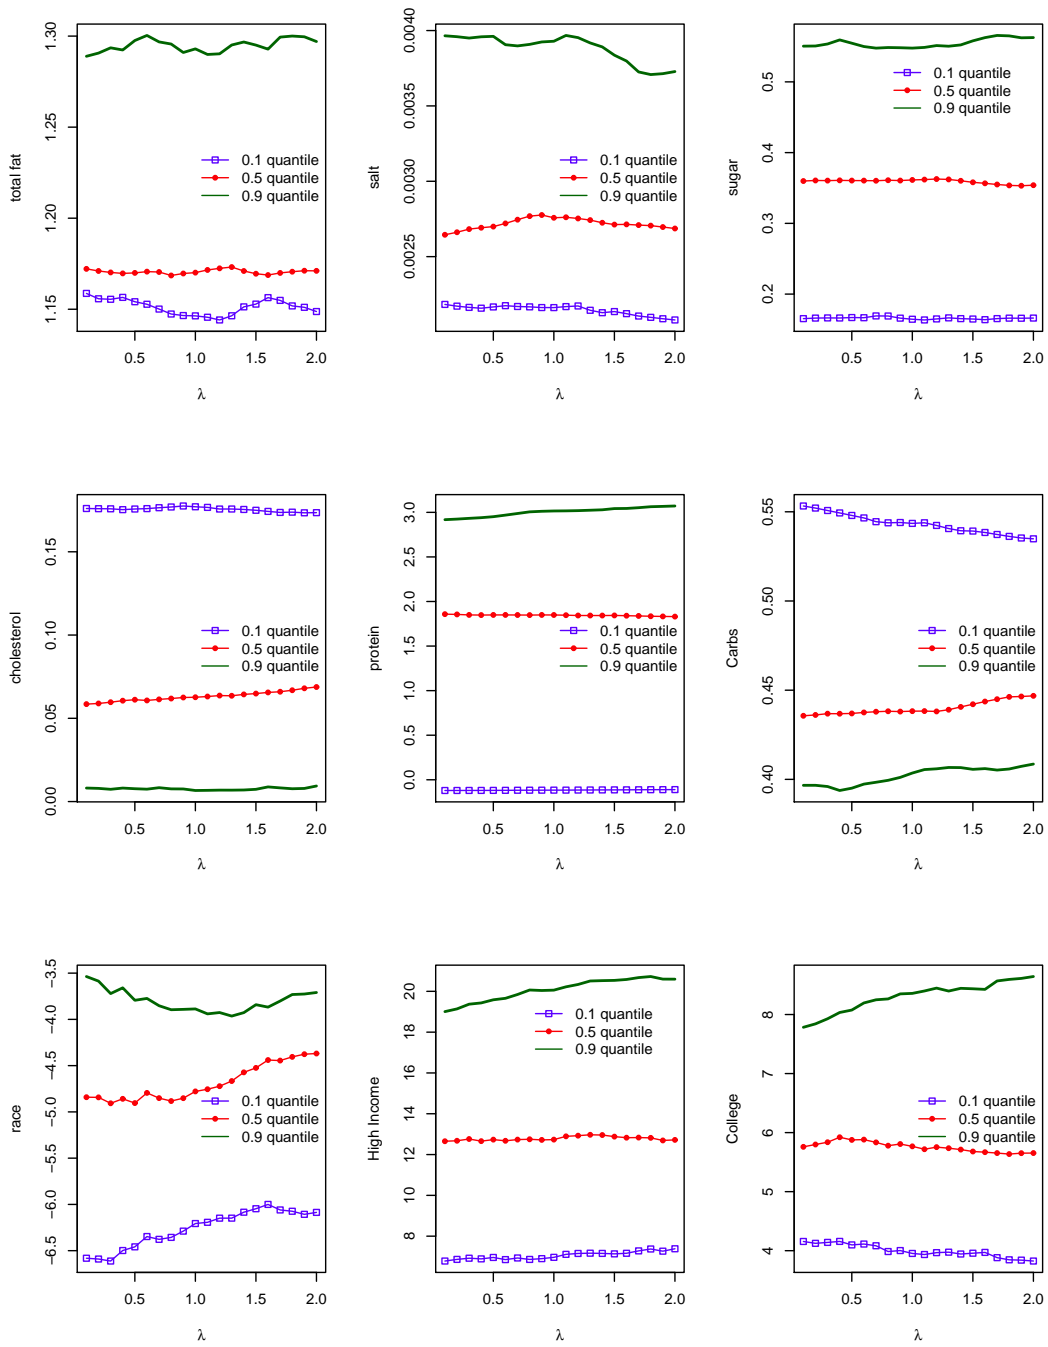 total fat
1.15 1.20 1.25 1.30
0.1 quantile
0.5 quantile
0.9 quantile
0.5 1.0 1.5 2.0
λ
salt
0.0025 0.0030 0.0035 0.0040
0.1 quantile
0.5 quantile
0.9 quantile
0.5 1.0 1.5 2.0
λ
sugar
0.2 0.3 0.4 0.5
0.1 quantile
0.5 quantile
0.9 quantile
0.5 1.0 1.5 2.0
λ
cholesterol
0.00 0.05 0.10 0.15
0.1 quantile
0.5 quantile
0.9 quantile
0.5 1.0 1.5 2.0
λ
protein
0.0 0.5 1.0 1.5 2.0 2.5 3.0
0.1 quantile
0.5 quantile
0.9 quantile
0.5 1.0 1.5 2.0
λ
Carbs
0.40 0.45 0.50 0.55
0.1 quantile
0.5 quantile
0.9 quantile
0.5 1.0 1.5 2.0
λ
race
−6.5 −6.0 −5.5 −5.0 −4.5 −4.0 −3.5
0.1 quantile
0.5 quantile
0.9 quantile
0.5 1.0 1.5 2.0
λ
High Income
8 10 12 14 16 18 20
0.1 quantile
0.5 quantile
0.9 quantile
0.5 1.0 1.5 2.0
λ
College
4 5 6 7 8
0.1 quantile
0.5 quantile
0.9 quantile
0.5 1.0 1.5 2.0
λ